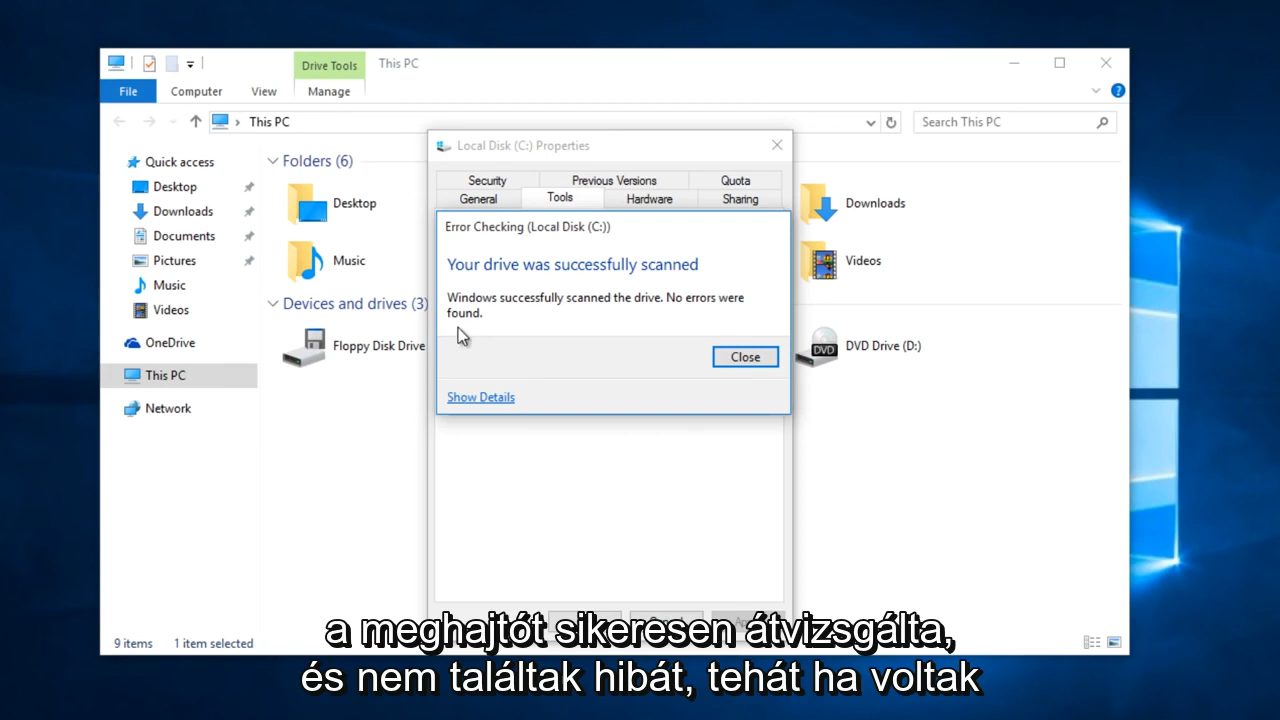 Drive Tools
This PC
File
Computer
View
Manage
This PC
Search This PC
Quick access
Desktop
Downloads
Documents
Pictures
Music
Videos
OneDrive
This PC
Network
Folders (6)
Desktop
Music
Devices and drives (3)
Floppy Disk Drive
Downloads
Videos
DVD
DVD Drive (D:)
Local Disk (C:) Properties
Security
Previous Versions
Quota
General
Tools
Hardware
Sharing
Error Checking (Local Disk (C:))
Your drive was successfully scanned
Windows successfully scanned the drive. No errors were
found.
Close
Show Details
9 items
1 item selected
a meghajtót sikeresen átvizsgálta,
és nem találtak hibát, tehát ha voltak